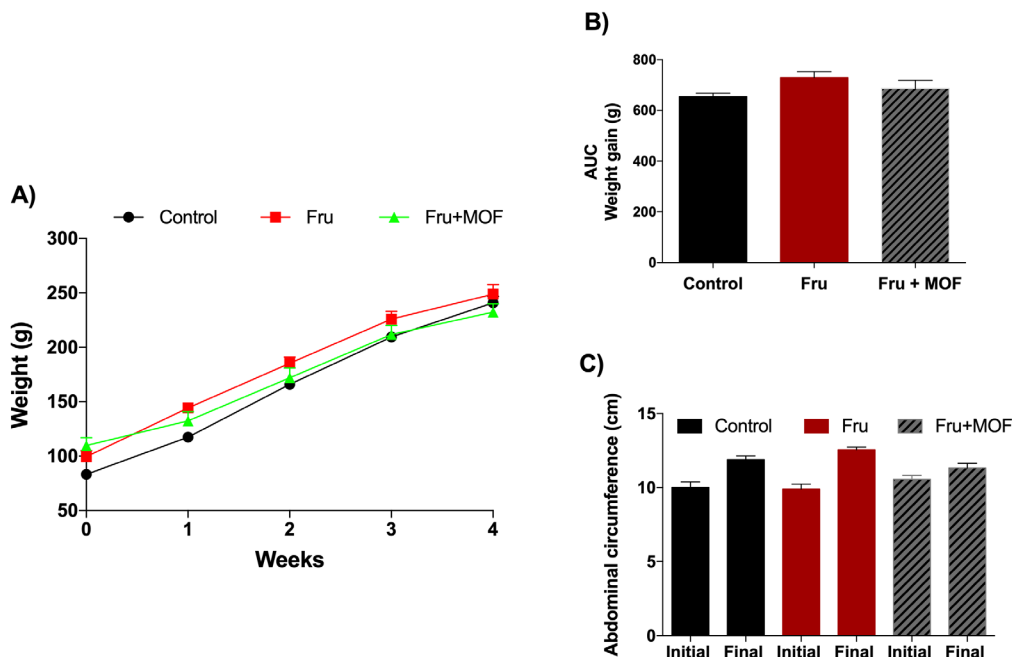 A)
Control Fru Fru+MOF
Weight (g)
300
250
200
150
100
50
0 1 2 3 4
Weeks
B)
AUC
Weight gain (g)
800
600
400
200
0
Control Fru Fru + MOF
C)
Abdominal circumference (cm)
Control Fru Fru+MOF
15
10
5
0
Initial Final Initial Final Initial Final